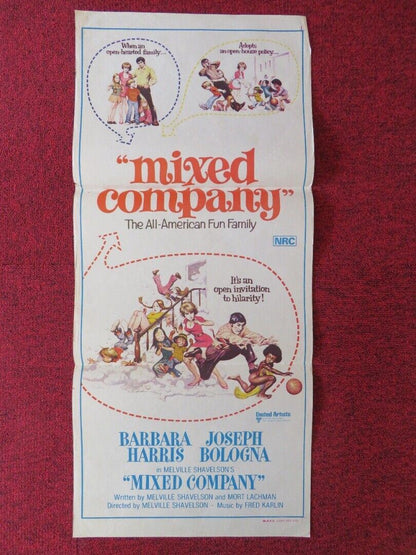 When an
open-hearted family...
Adopts
an open-house policy...
"mixed
company"
The All-American Fun Family
NRC
It's an
open invitation
to hilarity!
United Artists
BARBARA HARRIS
JOSEPH BOLOGNA
in MELVILLE SHAVELSON'S
"MIXED COMPANY"
Written by MELVILLE SHAVELSON and MORT LACHMAN
Directed by MELVILLE SHAVELSON - Music by FRED KARLIN